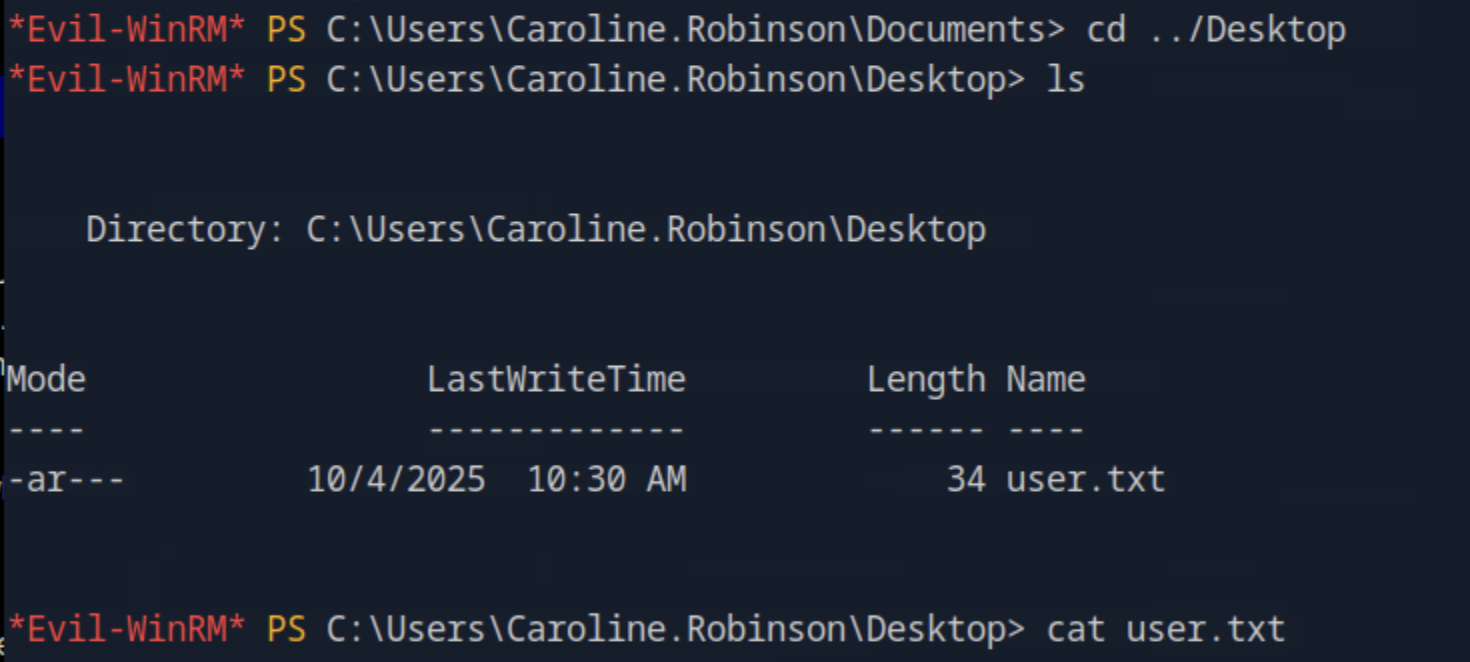 *Evil-WinRM* PS C:\Users\Caroline.Robinson\Documents> cd ../Desktop
*Evil-WinRM* PS C:\Users\Caroline.Robinson\Desktop> ls
Directory: C:\Users\Caroline.Robinson\Desktop
Mode LastWriteTime Length Name
---- ------------- ------ ----
-ar--- 10/4/2025 10:30 AM 34 user.txt
*Evil-WinRM* PS C:\Users\Caroline.Robinson\Desktop> cat user.txt